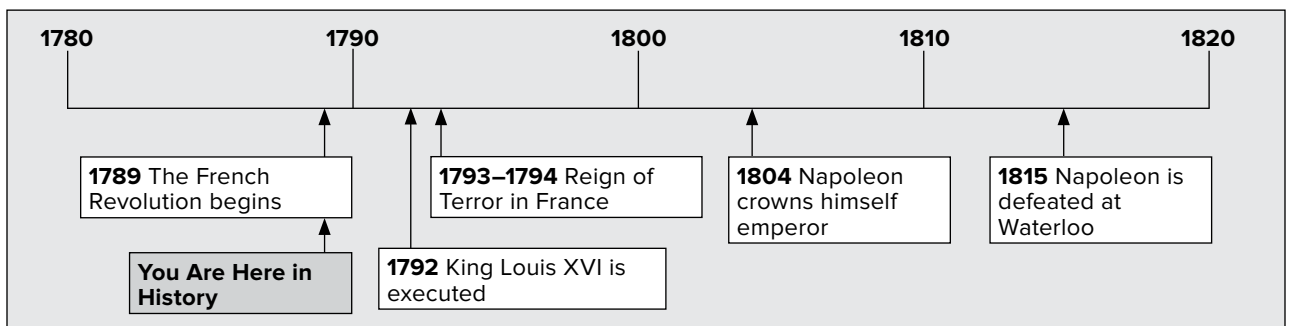 1780 1790 1800 1810 1820
1789 The French
Revolution begins
1793–1794 Reign of
Terror in France
1804 Napoleon
crowns himself
emperor
1815 Napoleon is
defeated at
Waterloo
You Are Here in
History
1792 King Louis XVI is
executed